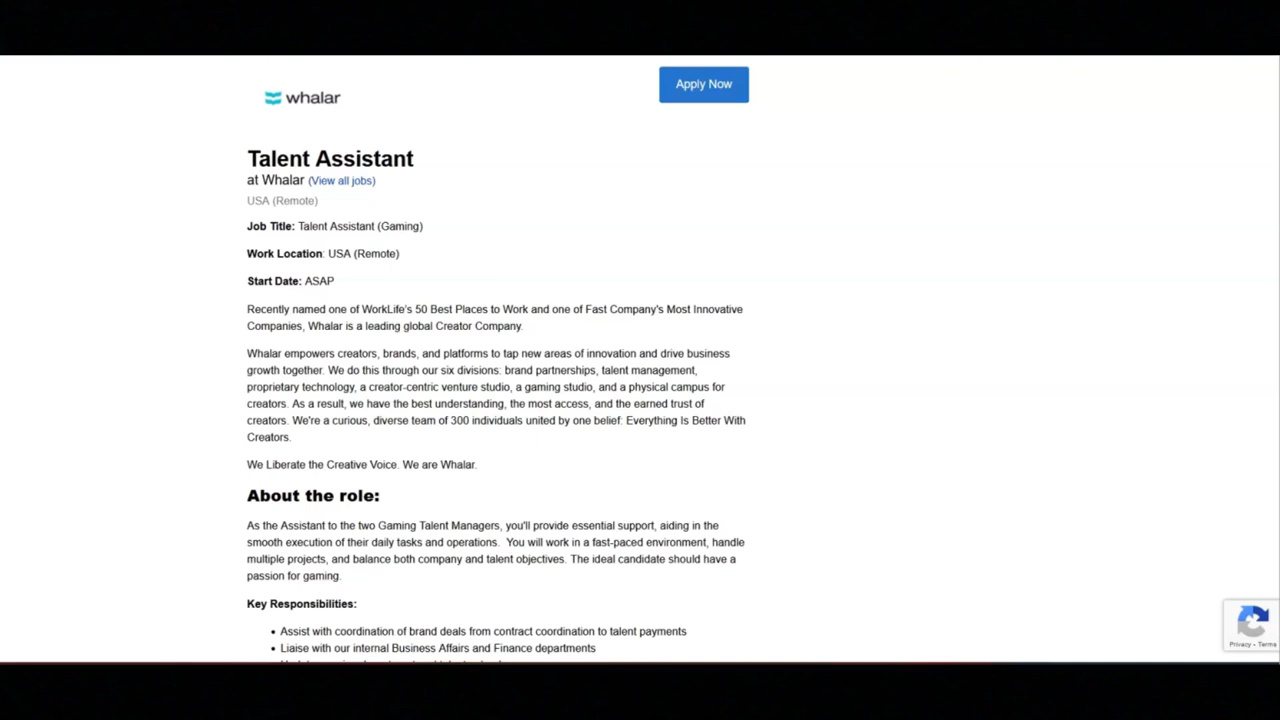 whalar
Apply Now
Talent Assistant
at Whalar (View all jobs)
USA (Remote)
Job Title: Talent Assistant (Gaming)
Work Location: USA (Remote)
Start Date: ASAP
Recently named one of WorkLife's 50 Best Places to Work and one of Fast Company's Most Innovative
Companies, Whalar is a leading global Creator Company.
Whalar empowers creators, brands, and platforms to tap new areas of innovation and drive business
growth together. We do this through our six divisions: brand partnerships, talent management,
proprietary technology, a creator-centric venture studio, a gaming studio, and a physical campus for
creators. As a result, we have the best understanding, the most access, and the earned trust of
creators. We're a curious, diverse team of 300 individuals united by one belief: Everything Is Better With
Creators.
We Liberate the Creative Voice. We are Whalar.
About the role:
As the Assistant to the two Gaming Talent Managers, you'll provide essential support, aiding in the
smooth execution of their daily tasks and operations. You will work in a fast-paced environment, handle
multiple projects, and balance both company and talent objectives. The ideal candidate should have a
passion for gaming.
Key Responsibilities:
• Assist with coordination of brand deals from contract coordination to talent payments
• Liaise with our internal Business Affairs and Finance departments
Privacy - Terms